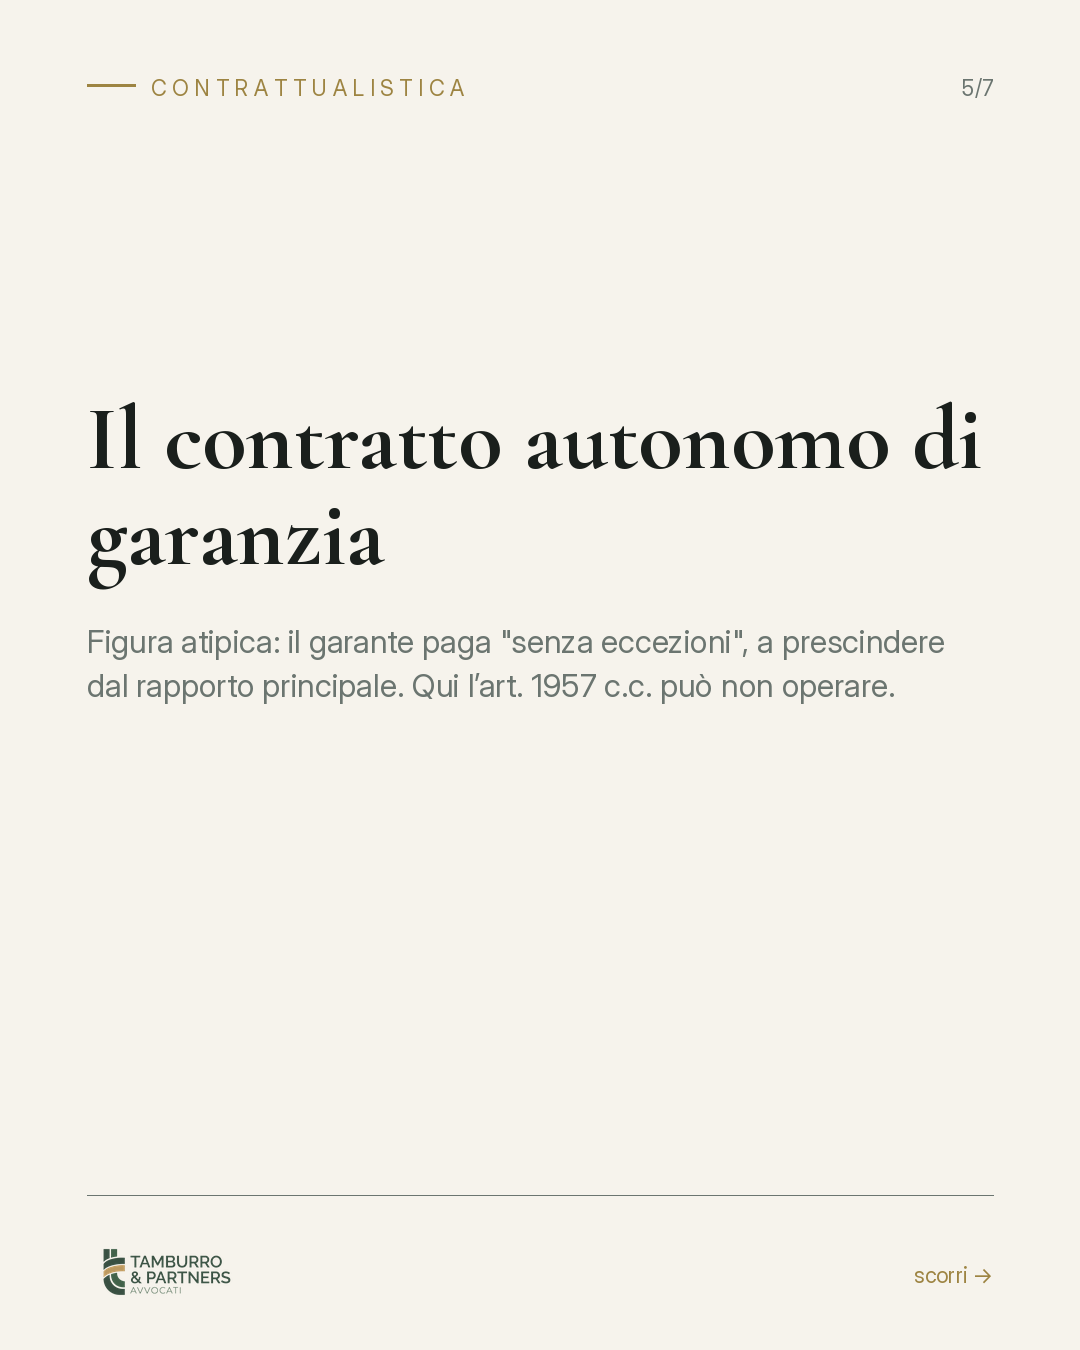 CONTRATTUALISTICA
5/7
Il contratto autonomo di
garanzia
Figura atipica: il garante paga "senza eccezioni", a prescindere
dal rapporto principale. Qui l’art. 1957 c.c. può non operare.
TAMBURRO
& PARTNERS
AVVOCATI
scorri →